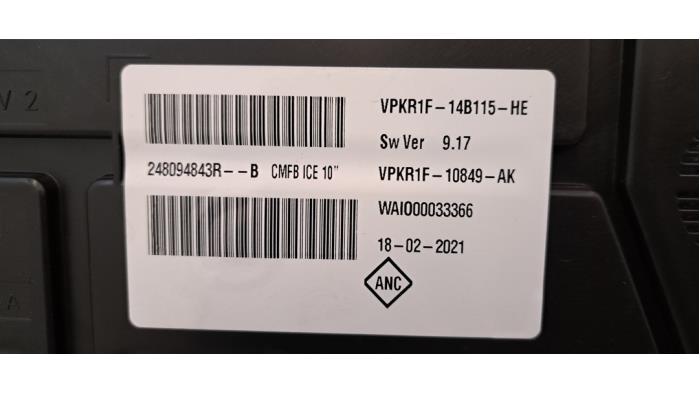 V 2
VPKR1F-14B115-HE
Sw Ver 9.17
248094843R--B CMFB ICE 10"
VPKR1F-10849-AK
WAI000033366
18-02-2021
ANC
A